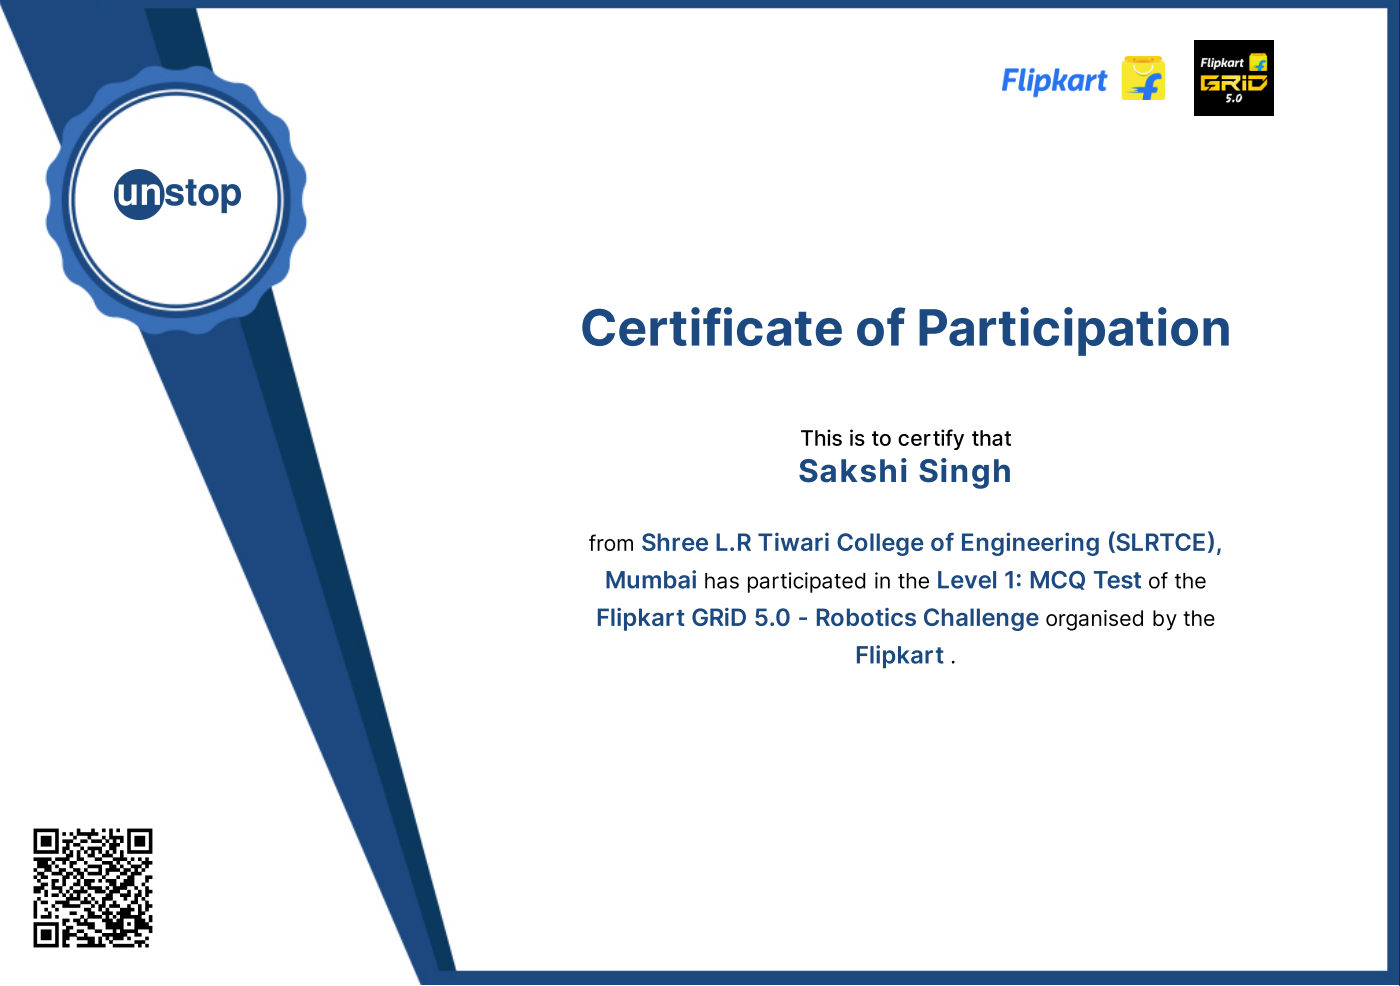 Flipkart
Flipkart
GRiD
5.0
unstop
Certificate of Participation
This is to certify that
Sakshi Singh
from Shree L.R Tiwari College of Engineering (SLRTCE),
Mumbai has participated in the Level 1: MCQ Test of the
Flipkart GRiD 5.0 - Robotics Challenge organised by the
Flipkart .